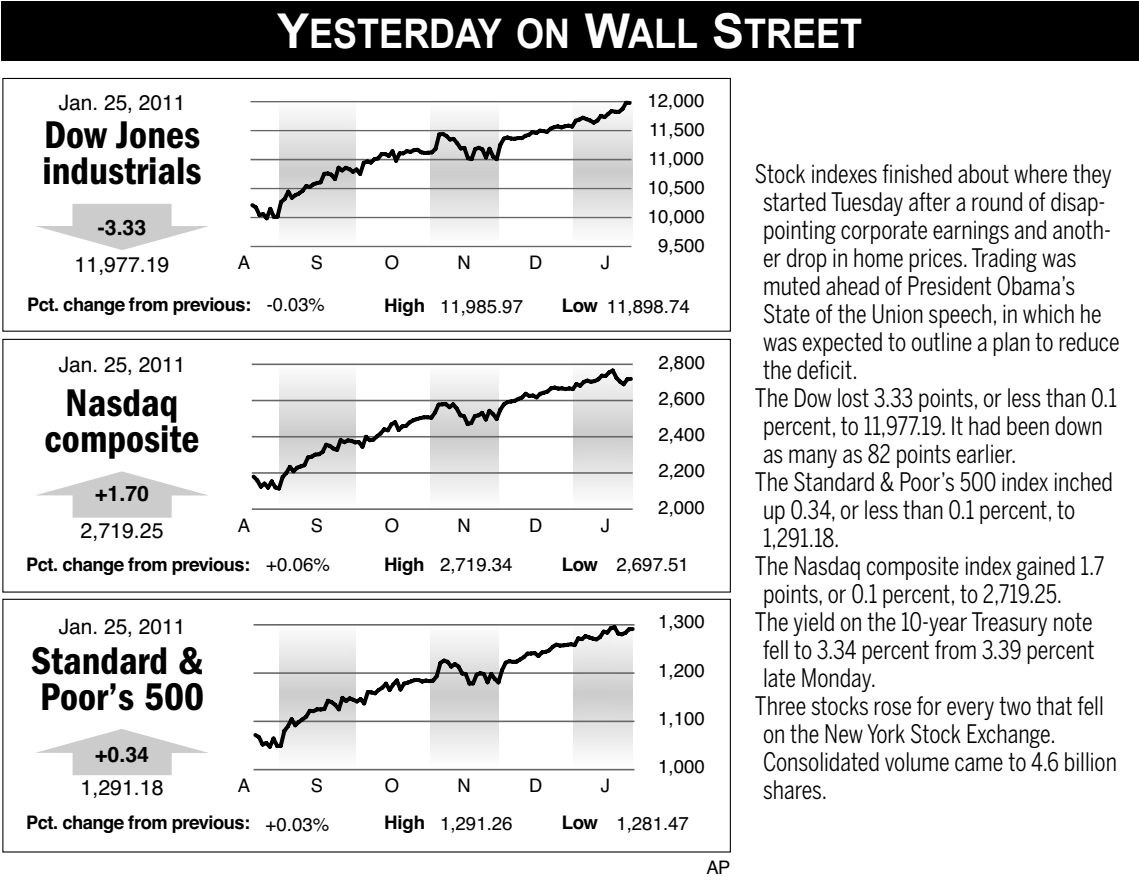 YESTERDAY ON WALL STREET
Jan. 25, 2011
Dow Jones
industrials
-3.33
11,977.19
12,000
11,500
11,000
10,500
10,000
9,500
A S O N D J
Pct. change from previous: -0.03% High 11,985.97 Low 11,898.74
Jan. 25, 2011
Nasdaq
composite
+1.70
2,719.25
2,800
2,600
2,400
2,200
2,000
A S O N D J
Pct. change from previous: +0.06% High 2,719.34 Low 2,697.51
Jan. 25, 2011
Standard &
Poor's 500
+0.34
1,291.18
1,300
1,200
1,100
1,000
A S O N D J
Pct. change from previous: +0.03% High 1,291.26 Low 1,281.47
AP
Stock indexes finished about where they
started Tuesday after a round of disap-
pointing corporate earnings and anoth-
er drop in home prices. Trading was
muted ahead of President Obama's
State of the Union speech, in which he
was expected to outline a plan to reduce
the deficit.
The Dow lost 3.33 points, or less than 0.1
percent, to 11,977.19. It had been down
as many as 82 points earlier.
The Standard & Poor's 500 index inched
up 0.34, or less than 0.1 percent, to
1,291.18.
The Nasdaq composite index gained 1.7
points, or 0.1 percent, to 2,719.25.
The yield on the 10-year Treasury note
fell to 3.34 percent from 3.39 percent
late Monday.
Three stocks rose for every two that fell
on the New York Stock Exchange.
Consolidated volume came to 4.6 billion
shares.